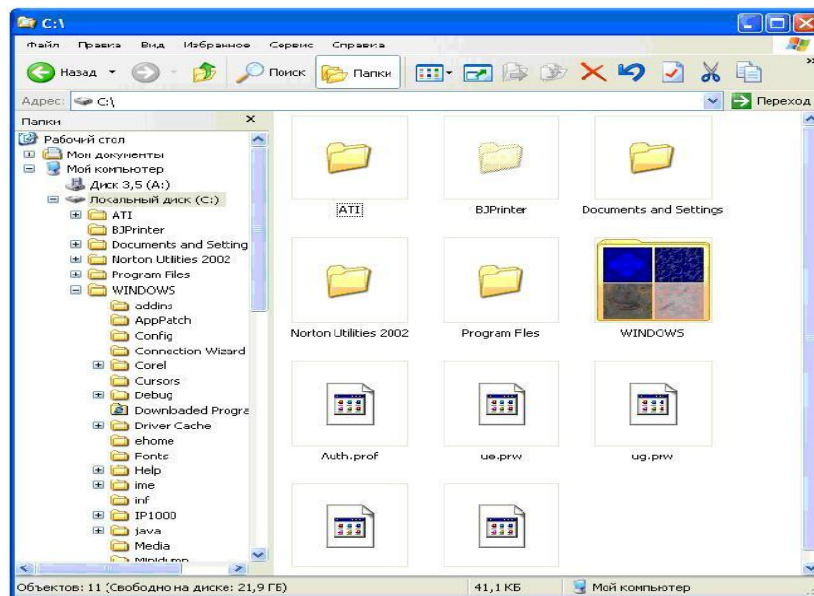 C:\
Файл Правка Вид Избранное Сервис Справка
Назад Поиск Папки
Адрес: C:\ Переход
Папки
Рабочий стол
Мои документы
Мой компьютер
Диск 3,5 (A:)
Локальный диск (C:)
ATI
BJPrinter
Documents and Setting
Norton Utilities 2002
Program Files
WINDOWS
addins
AppPatch
Config
Connection Wizard
Corel
Cursors
Debug
Downloaded Progra
Driver Cache
ehome
Fonts
Help
ime
inf
IP1000
java
Media
Minidump
ATI BJPrinter Documents and Settings
Norton Utilities 2002 Program Files WINDOWS
Auth.prof ue.prw ug.prw
Объектов: 11 (Свободно на диске: 21,9 ГБ) 41,1 КБ Мой компьютер